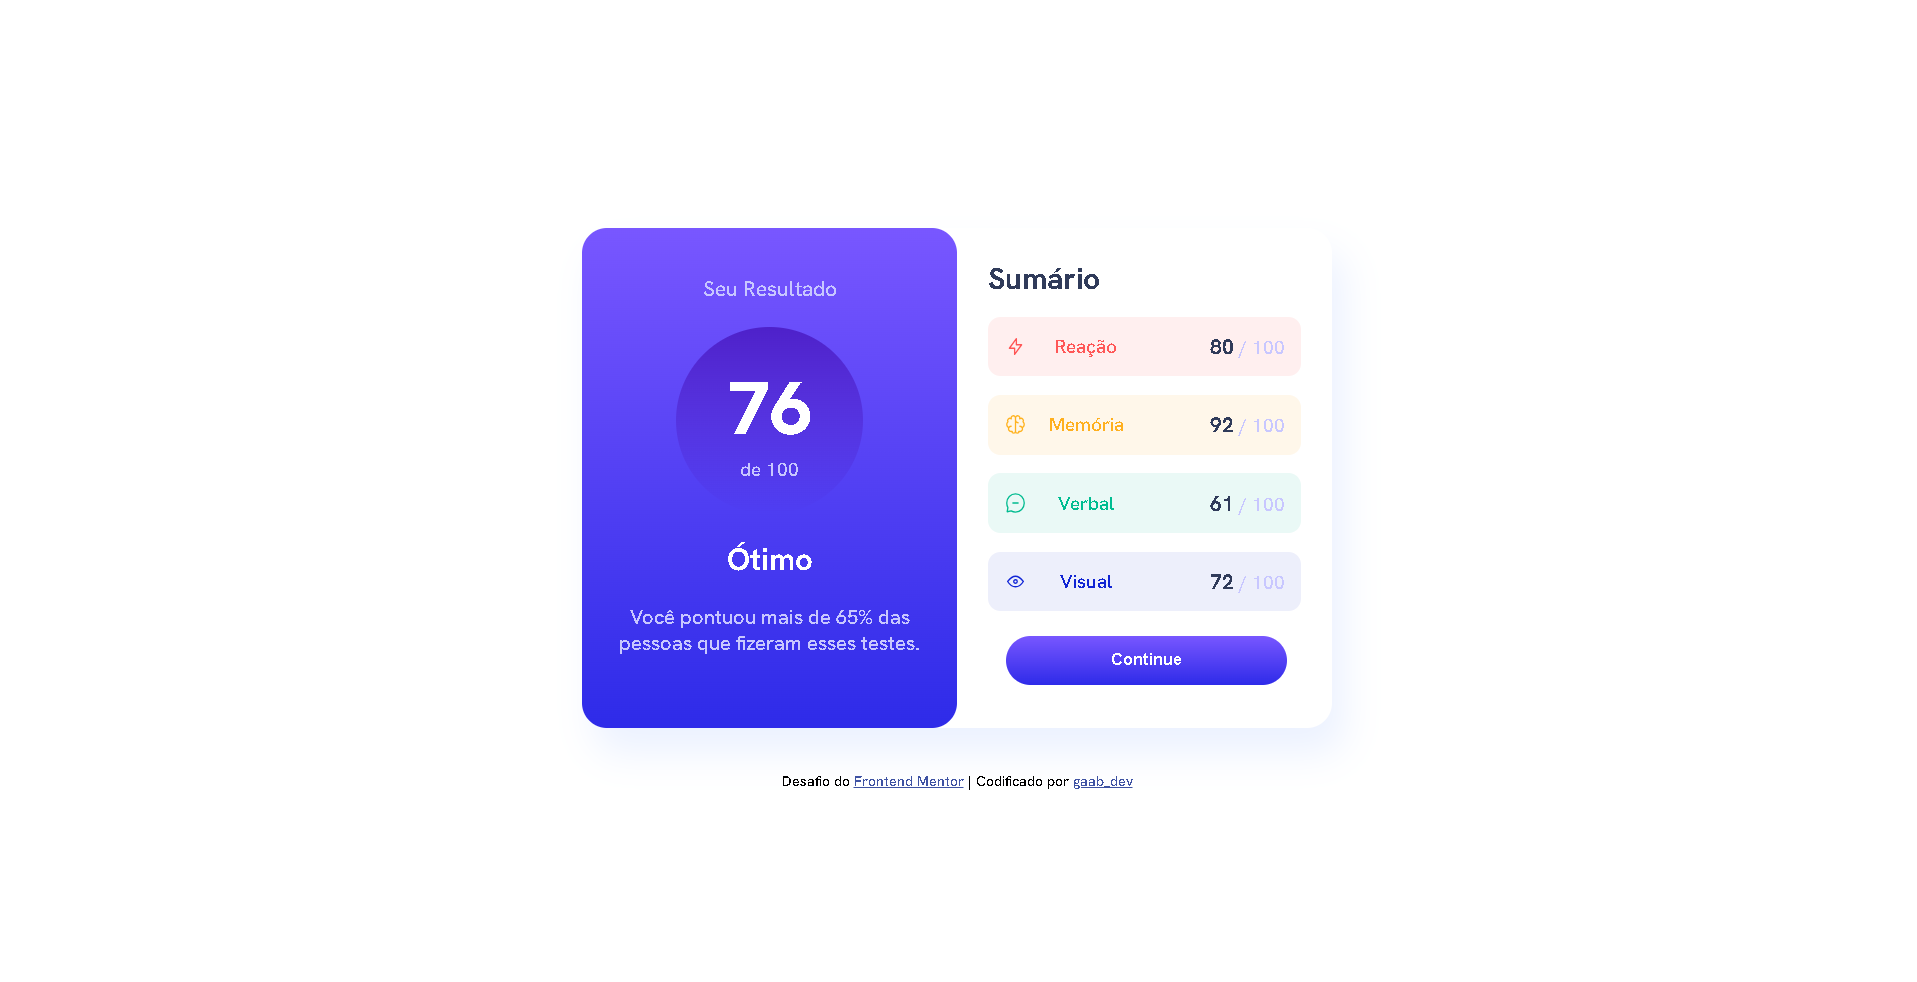 Seu Resultado
76
de 100
Ótimo
Você pontuou mais de 65% das
pessoas que fizeram esses testes.
Sumário
Reação 80 / 100
Memória 92 / 100
Verbal 61 / 100
Visual 72 / 100
Continue
Desafio do Frontend Mentor | Codificado por gaab_dev